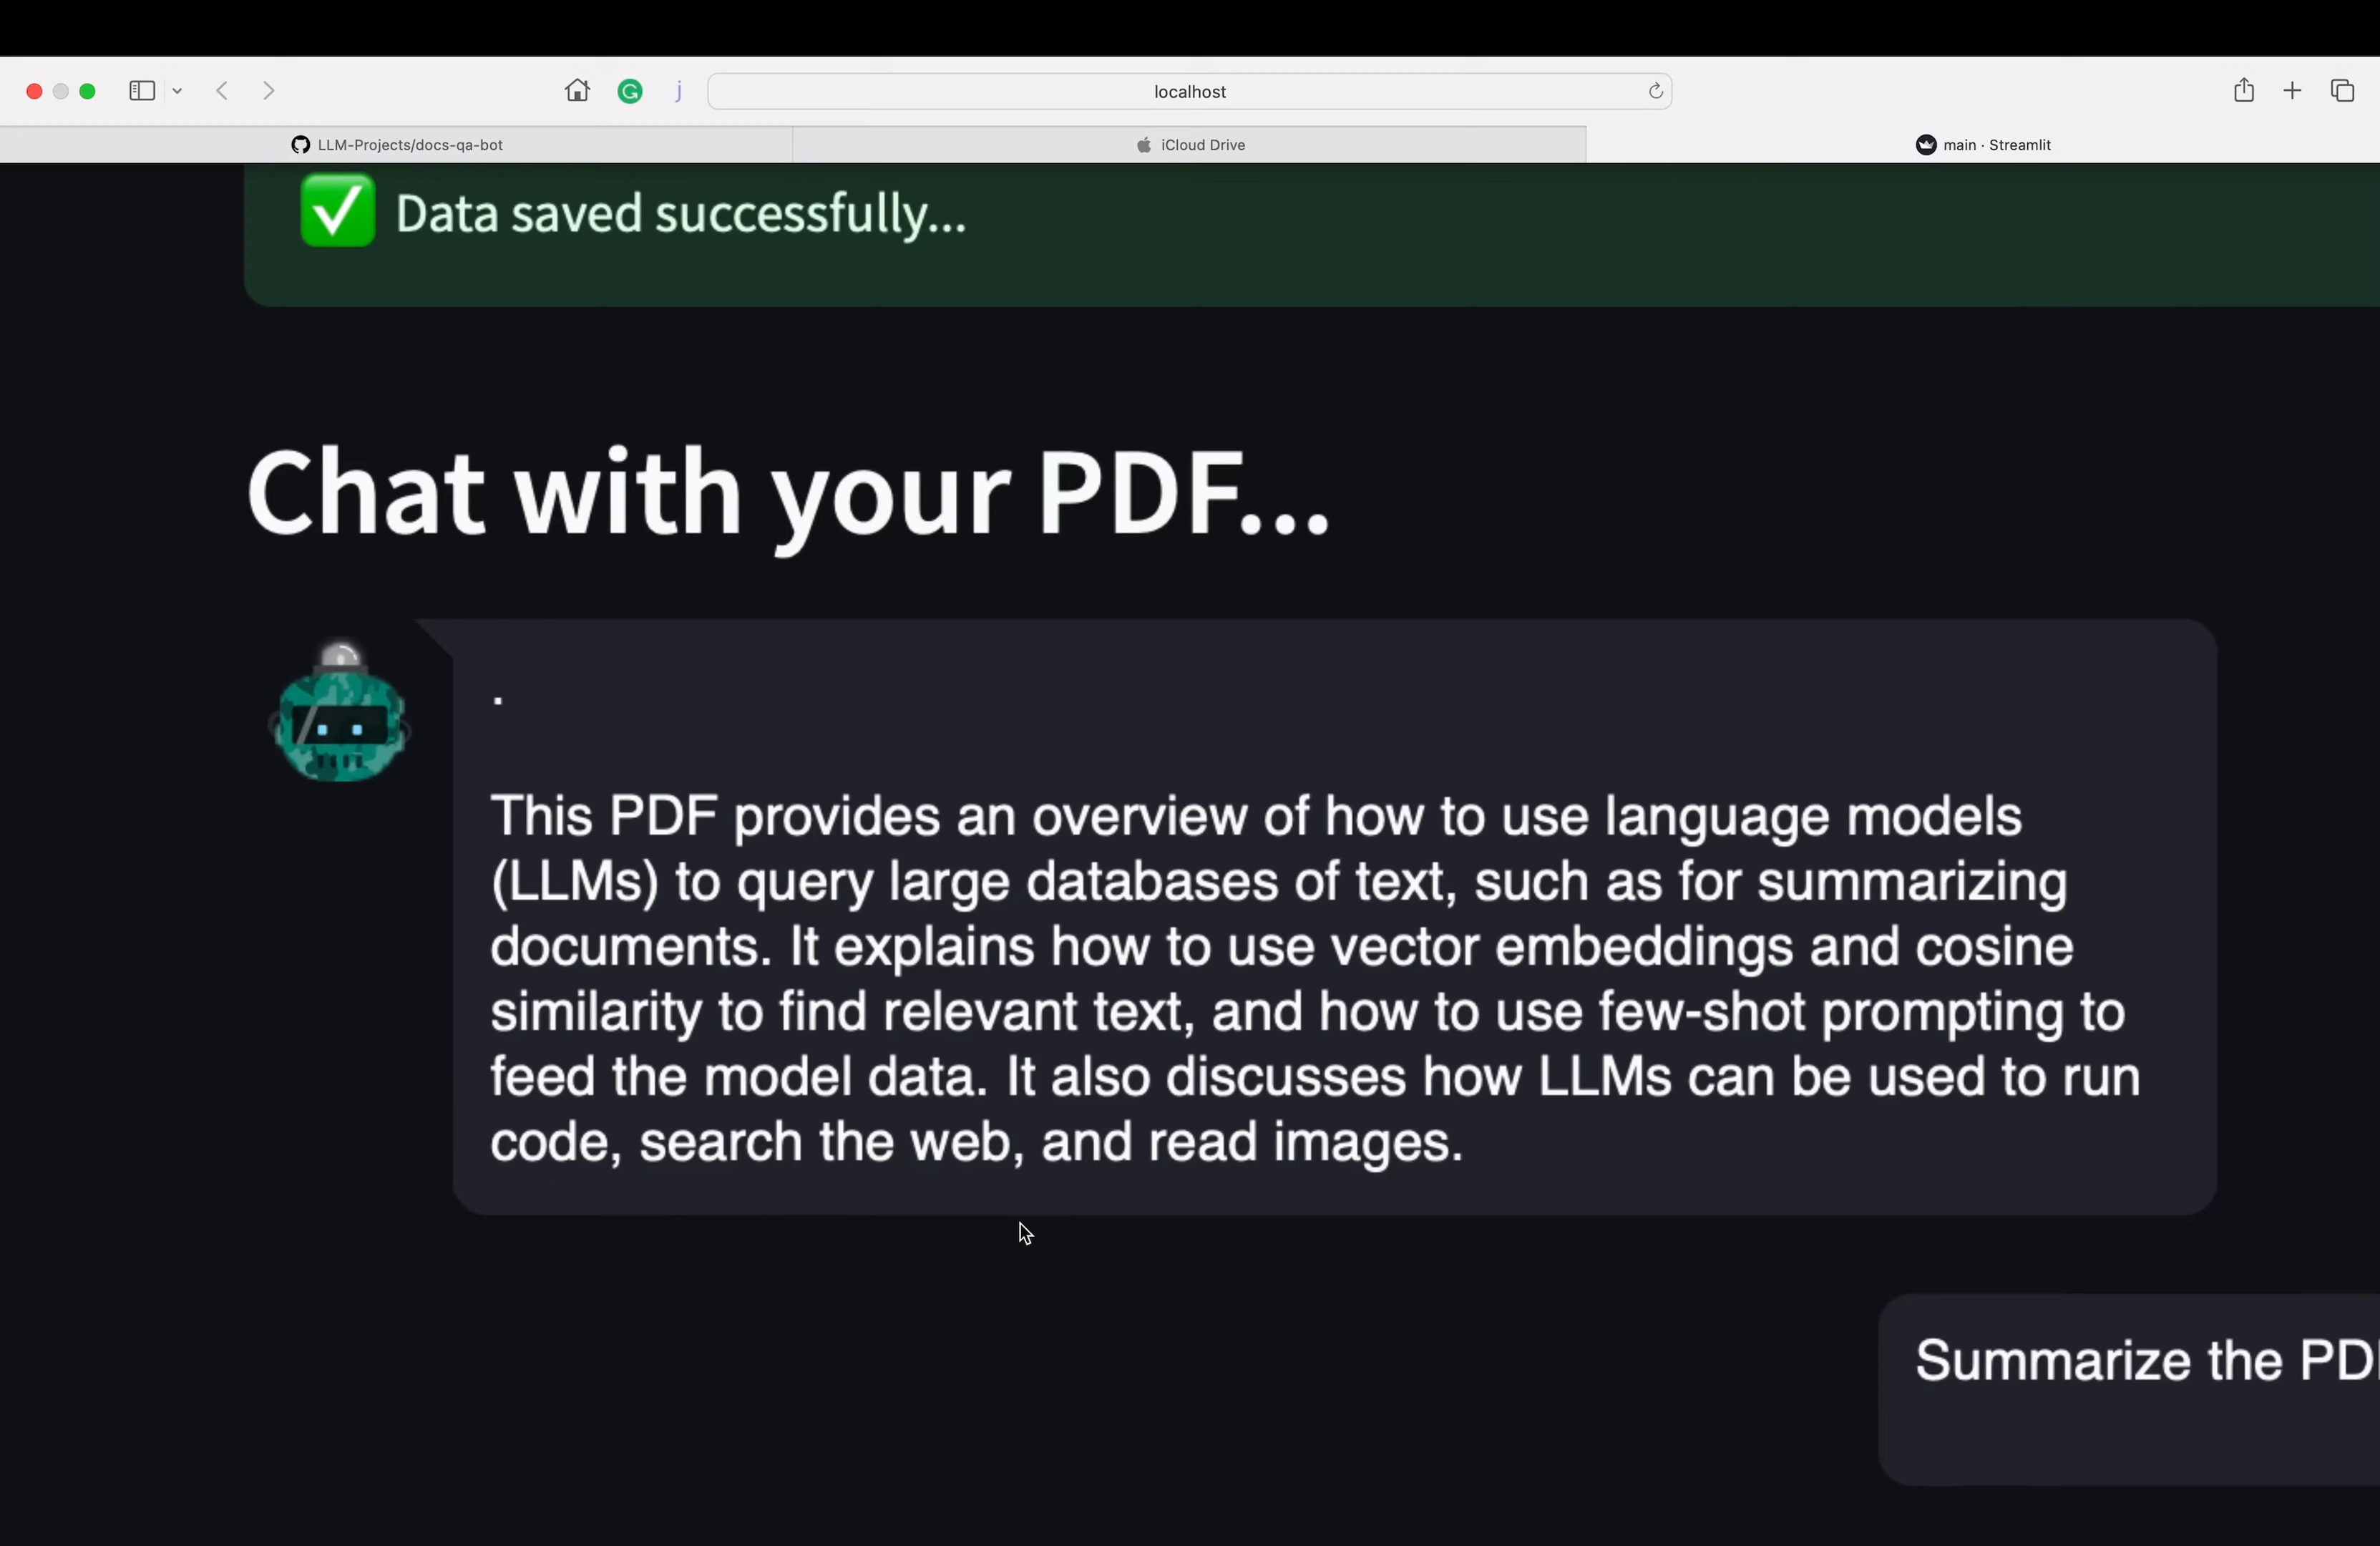 localhost
LLM-Projects/docs-qa-bot
iCloud Drive
main · Streamlit
✅ Data saved successfully...
Chat with your PDF...
.
This PDF provides an overview of how to use language models
(LLMs) to query large databases of text, such as for summarizing
documents. It explains how to use vector embeddings and cosine
similarity to find relevant text, and how to use few-shot prompting to
feed the model data. It also discusses how LLMs can be used to run
code, search the web, and read images.
Summarize the PD